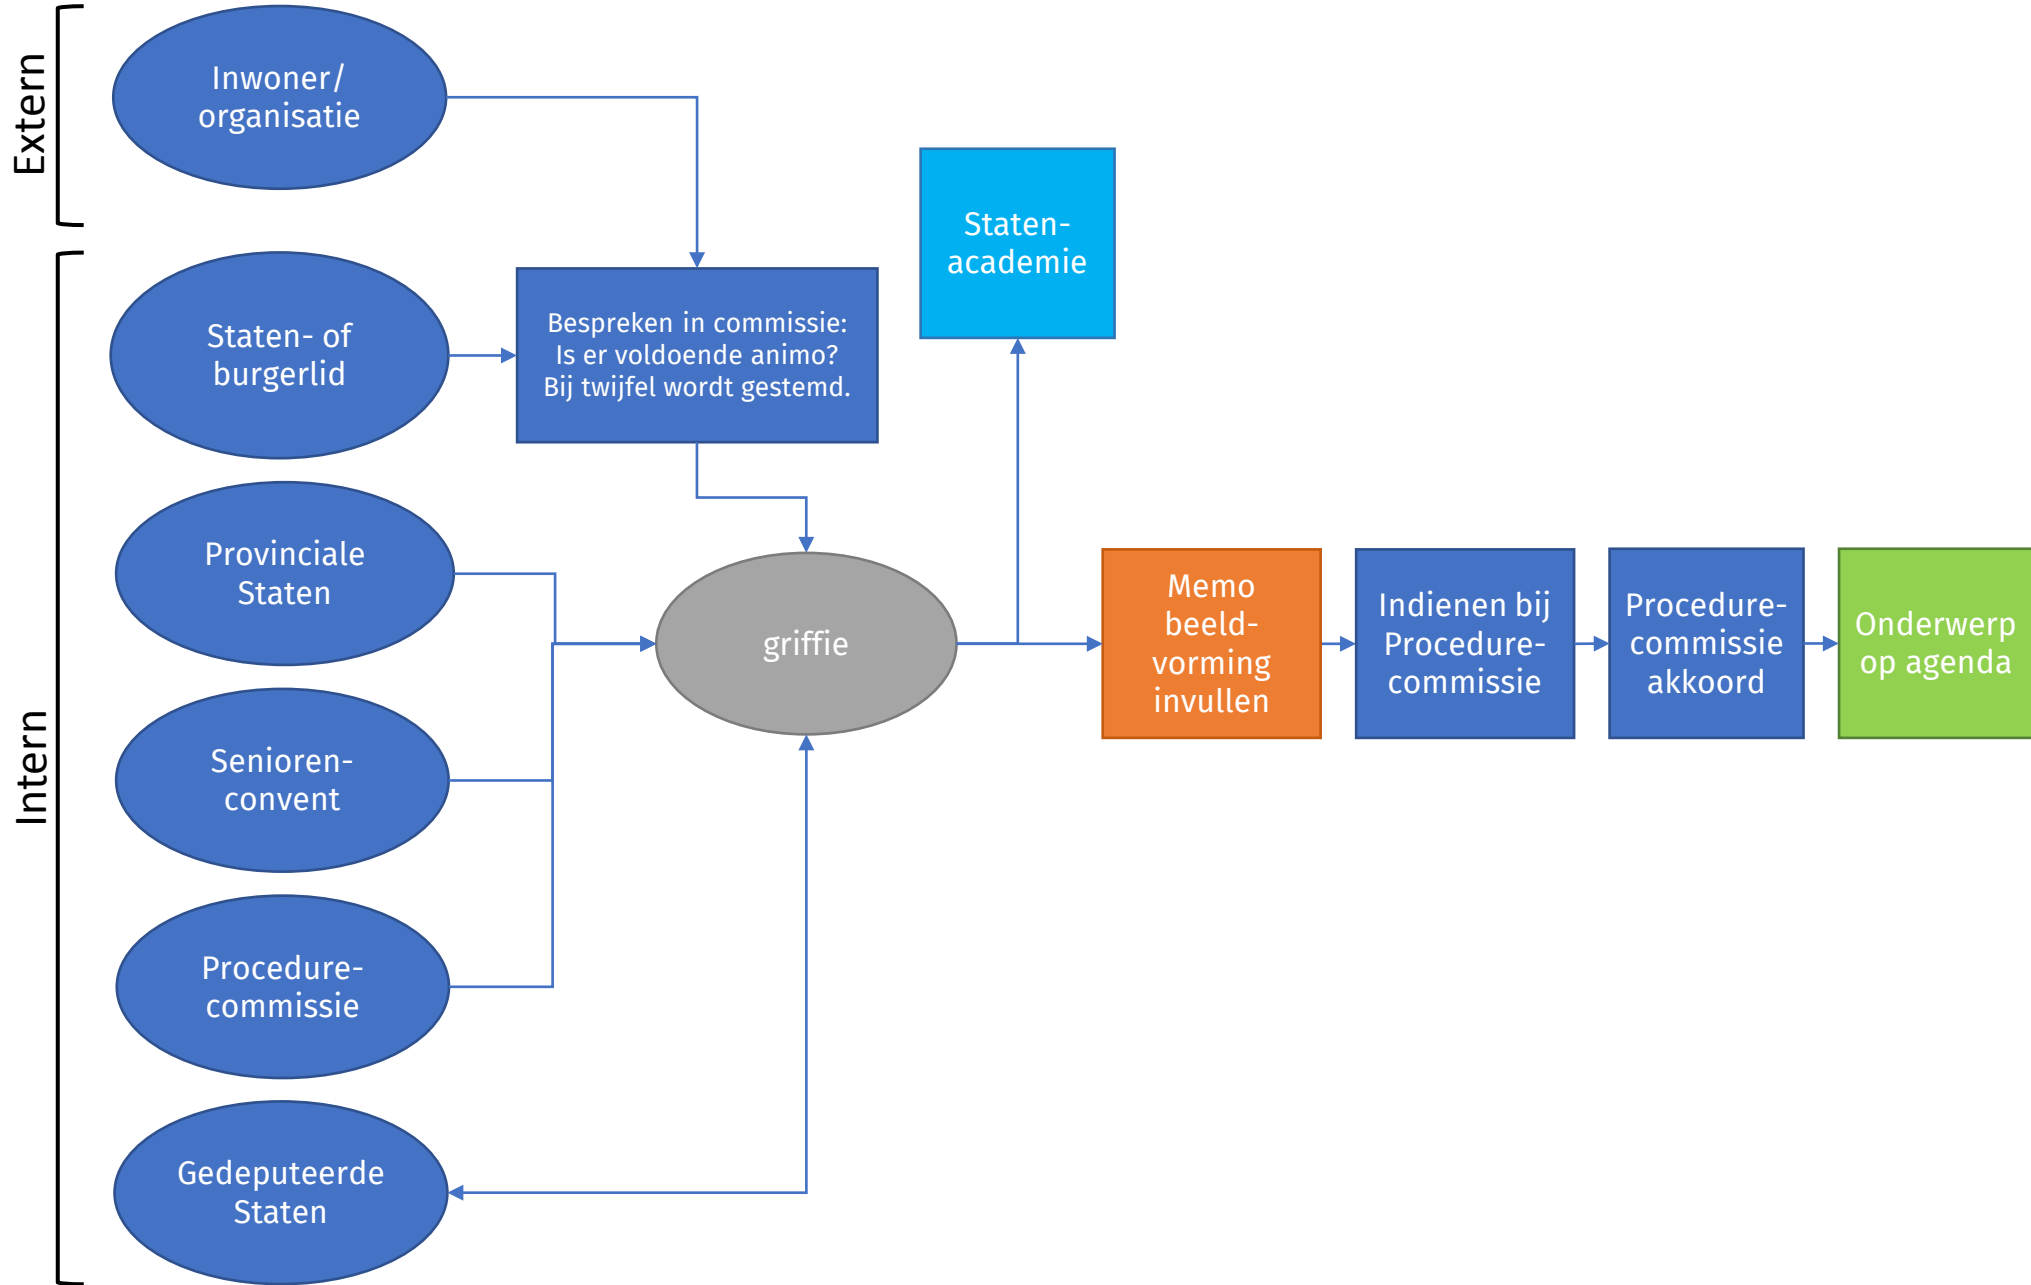 Extern
Inwoner/
organisatie
Intern
Staten- of
burgerlid
Provinciale
Staten
Senioren-
convent
Procedure-
commissie
Gedeputeerde
Staten
Bespreken in commissie:
Is er voldoende animo?
Bij twijfel wordt gestemd.
griffie
Staten-
academie
Memo
beeld-
vorming
invullen
Indienen bij
Procedure-
commissie
Procedure-
commissie
akkoord
Onderwerp
op agenda